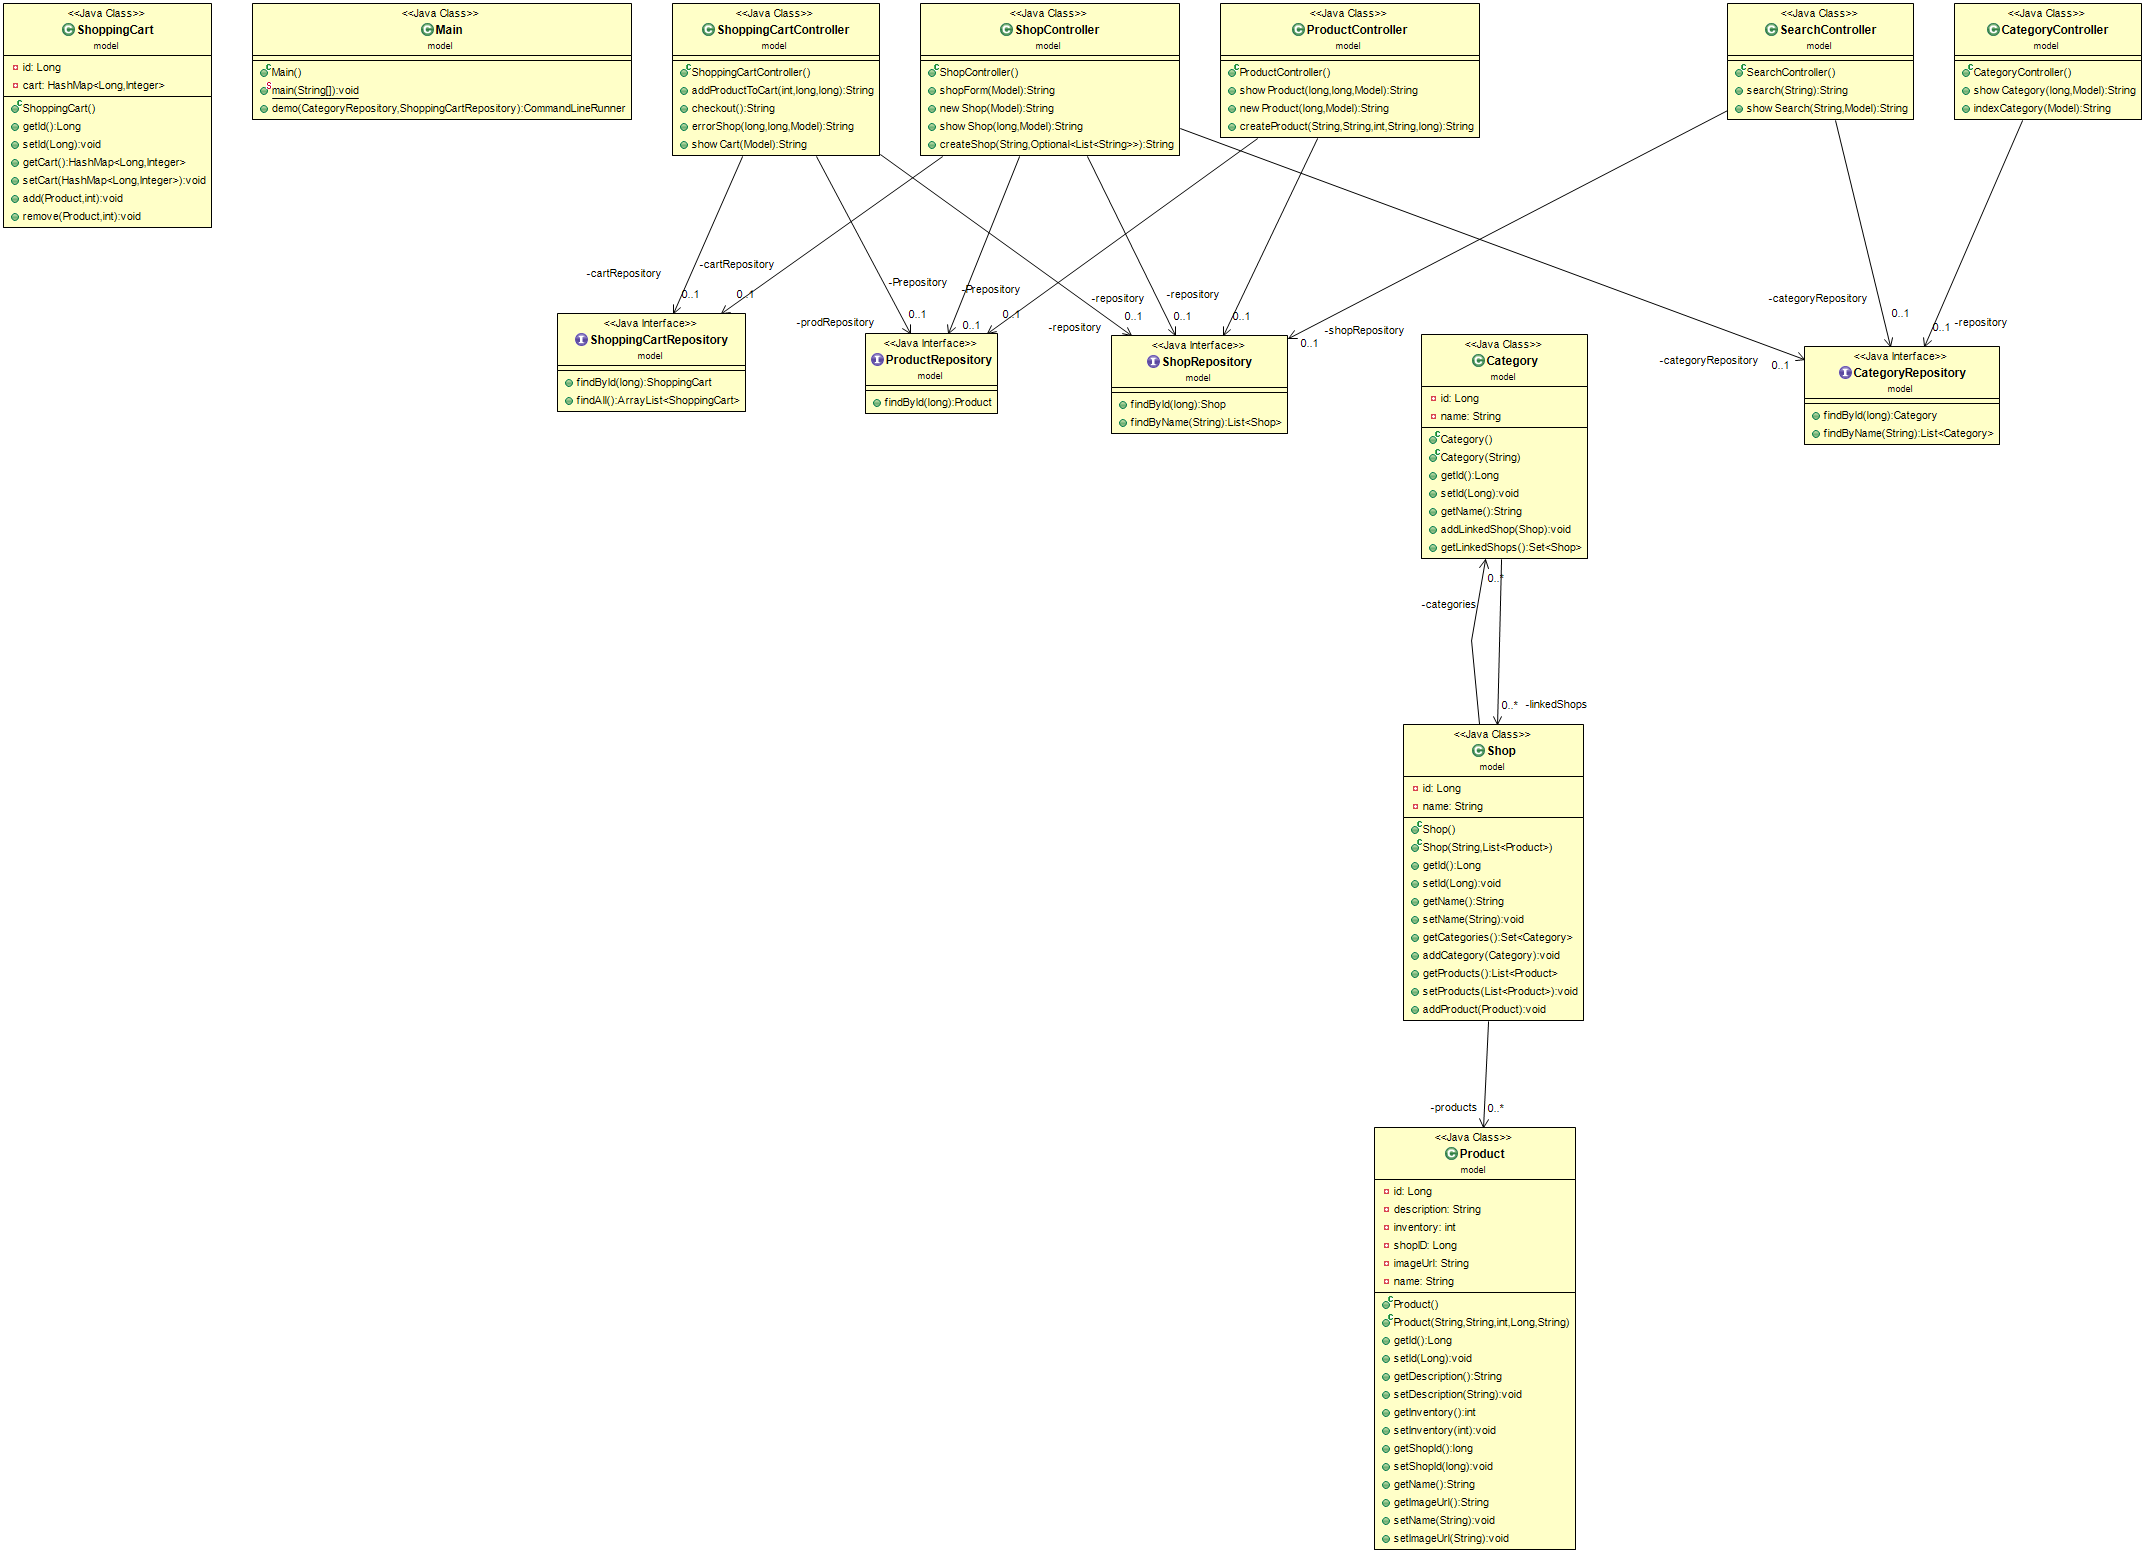 <<Java Class>>
ShoppingCart
model
id: Long
cart: HashMap<Long,Integer>
ShoppingCart()
getId():Long
setId(Long):void
getCart():HashMap<Long,Integer>
setCart(HashMap<Long,Integer>):void
add(Product,int):void
remove(Product,int):void
<<Java Class>>
Main
model
Main()
main(String[]):void
demo(CategoryRepository,ShoppingCartRepository):CommandLineRunner
<<Java Class>>
ShoppingCartController
model
ShoppingCartController()
addProductToCart(int,long,long):String
checkout():String
errorShop(long,long,Model):String
showCart(Model):String
<<Java Class>>
ShopController
model
ShopController()
shopForm(Model):String
newShop(Model):String
showShop(long,Model):String
createShop(String,Optional<List<String>>):String
<<Java Class>>
ProductController
model
ProductController()
showProduct(long,long,Model):String
newProduct(long,Model):String
createProduct(String,String,int,String,long):String
<<Java Class>>
SearchController
model
SearchController()
search(String):String
showSearch(String,Model):String
<<Java Class>>
CategoryController
model
CategoryController()
showCategory(long,Model):String
indexCategory(Model):String
-cartRepository
0..1
-cartRepository
0..1
-Prepository
0..1
-Prepository
0..1
-prodRepository
0..1
-repository
0..1
-repository
0..1
-repository
0..1
-shopRepository
0..1
-categoryRepository
0..1
-categoryRepository
0..1
-repository
0..1
<<Java Interface>>
ShoppingCartRepository
model
findById(long):ShoppingCart
findAll():ArrayList<ShoppingCart>
<<Java Interface>>
ProductRepository
model
findById(long):Product
<<Java Interface>>
ShopRepository
model
findById(long):Shop
findByName(String):List<Shop>
<<Java Class>>
Category
model
id: Long
name: String
Category()
Category(String)
getId():Long
setId(Long):void
getName():String
addLinkedShop(Shop):void
getLinkedShops():Set<Shop>
<<Java Interface>>
CategoryRepository
model
findById(long):Category
findByName(String):List<Category>
0..*
-categories
0..*
-linkedShops
<<Java Class>>
Shop
model
id: Long
name: String
Shop()
Shop(String,List<Product>)
getId():Long
setId(Long):void
getName():String
setName(String):void
getCategories():Set<Category>
addCategory(Category):void
getProducts():List<Product>
setProducts(List<Product>):void
addProduct(Product):void
-products
0..*
<<Java Class>>
Product
model
id: Long
description: String
inventory: int
shopID: Long
imageUrl: String
name: String
Product()
Product(String,String,int,Long,String)
getId():Long
setId(Long):void
getDescription():String
setDescription(String):void
getInventory():int
setInventory(int):void
getShopId():long
setShopId(long):void
getName():String
getImageUrl():String
setName(String):void
setImageUrl(String):void